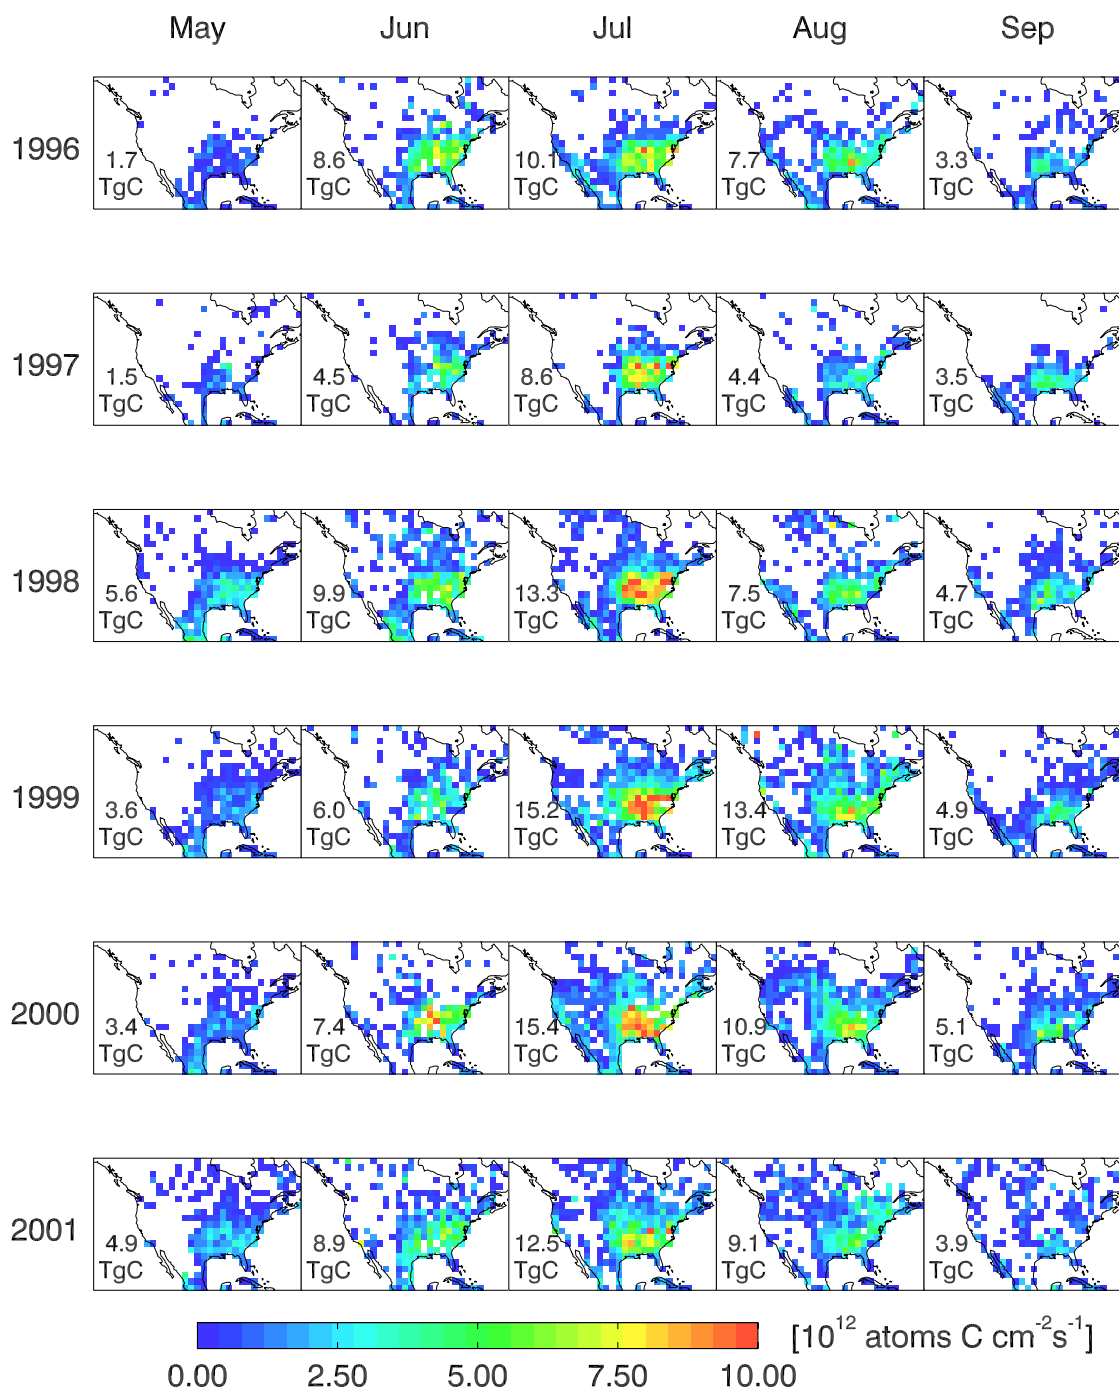 May Jun Jul Aug Sep
1996
1.7 8.6 10.1 7.7 3.3
TgC TgC TgC TgC TgC
1997
1.5 4.5 8.6 4.4 3.5
TgC TgC TgC TgC TgC
1998
5.6 9.9 13.3 7.5 4.7
TgC TgC TgC TgC TgC
1999
3.6 6.0 15.2 13.4 4.9
TgC TgC TgC TgC TgC
2000
3.4 7.4 15.4 10.9 5.1
TgC TgC TgC TgC TgC
2001
4.9 8.9 12.5 9.1 3.9
TgC TgC TgC TgC TgC
[10¹² atoms C cm⁻²s⁻¹]
0.00 2.50 5.00 7.50 10.00